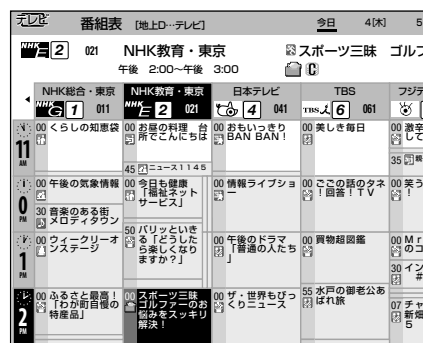 テレビ 番組表 [地上D…テレビ] 今日 4[木] 5
NHK E 2 021 NHK教育・東京 スポーツ三昧 ゴルフ
午後 2:00~午後 3:00
NHK総合・東京 NHK教育・東京 日本テレビ TBS フジテ
NHK G 1 011 NHK E 2 021 4 041 TBS 6 061
11 AM
00 くらしの知恵袋
00 お昼の料理 台
所でこんにちは
45 ニュース1145
00 おもいっきり
BAN BAN!
00 美しき毎日
00 激辛
して
35
0 PM
00 午後の気象情報
30 音楽のある街
メロディタウン
00 今日も健康
「福祉ネット
サービス」
50 バリッといき
る「どうした
ら楽しくなり
ますか?」
00 情報ライブショ
ー
00 ごごの話のタネ
!回答!TV
00 笑う
!
1 PM
00 ウィークリーオ
ンステージ
00 午後のドラマ
「普通の人たち
」
00 買物超図鑑
00 Mr
のコ
30 イン
#
55 水戸の御老公あ
ばれ旅
2 PM
00 ふるさと最高!
「わが町自慢の
特産品」
00 スポーツ三昧
ゴルファーのお
悩みをスッキリ
解決!
00 ザ・世界もびっ
くりニュース
07 チャ
新畑
5